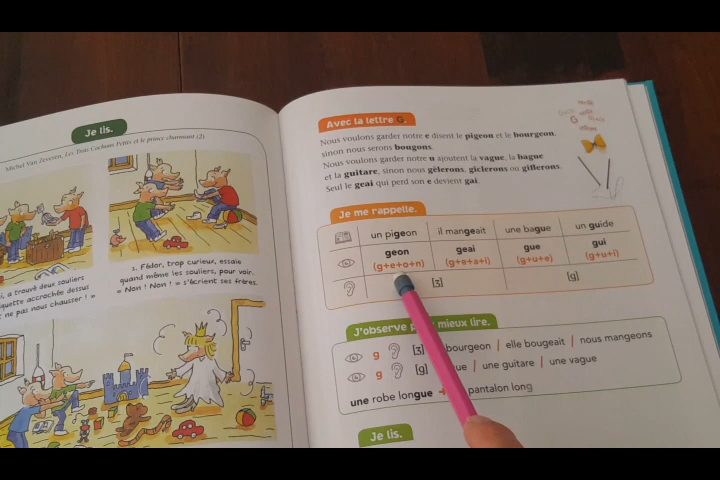 Je lis.
Michel Van Zeveren, Les Trois Cochons Petits et le prince charmant (2)
a trouvé deux souliers
quette accrochée dessus
ne pas nous chausser ! »
1. Fédor, trop curieux, essaie
quand même les souliers, pour voir.
« Non ! Non ! » s'écrient ses frères.
Avec la lettre G.
Nous voulons garder notre e disent le pigeon et le bourgeon,
sinon nous serons bougons.
Nous voulons garder notre u ajoutent la vague, la bague
et la guitare, sinon nous gèlerons, giclerons ou giflerons.
Seul le geai qui perd son e devient gai.
G
Je me rappelle.
un pigeon il mangeait une bague un guide
geon geai gue gui
(g+e+o+n) (g+e+a+i) (g+u+e) (g+u+i)
[ʒ] [g]
J'observe mieux lire.
g [ʒ] bourgeon / elle bougeait / nous mangeons
g [g] / une guitare / une vague
une robe longue pantalon long
Je lis.